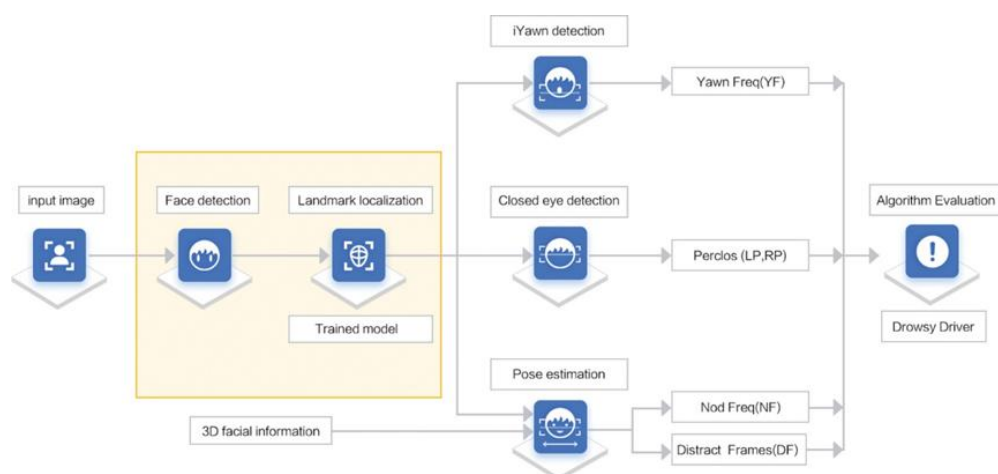 iYawn detection
Yawn Freq(YF)
input image
Face detection
Landmark localization
Closed eye detection
Algorithm Evaluation
Perclos (LP,RP)
Trained model
Drowsy Driver
Pose estimation
Nod Freq(NF)
3D facial information
Distract Frames(DF)